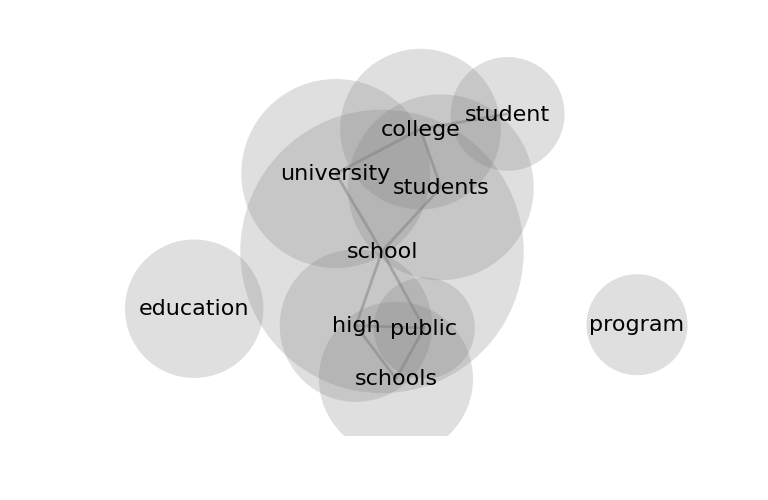 student
college
university
students
school
education
program
high
public
schools